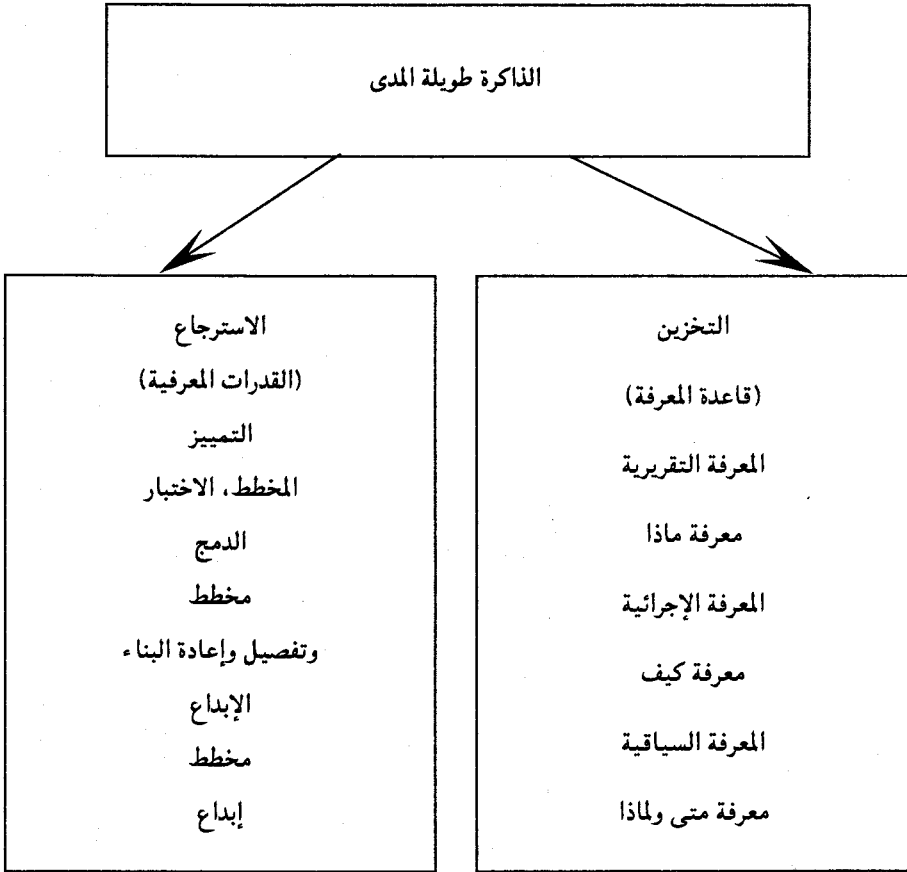 الذاكرة طويلة المدى
التخزين
(قاعدة المعرفة)
المعرفة التقريرية
معرفة ماذا
المعرفة الإجرائية
معرفة كيف
المعرفة السياقية
معرفة متى ولماذا
الاسترجاع
(القدرات المعرفية)
التمييز
المخطط، الاختبار
الدمج
مخطط
وتفصيل وإعادة البناء
الإبداع
مخطط
إبداع